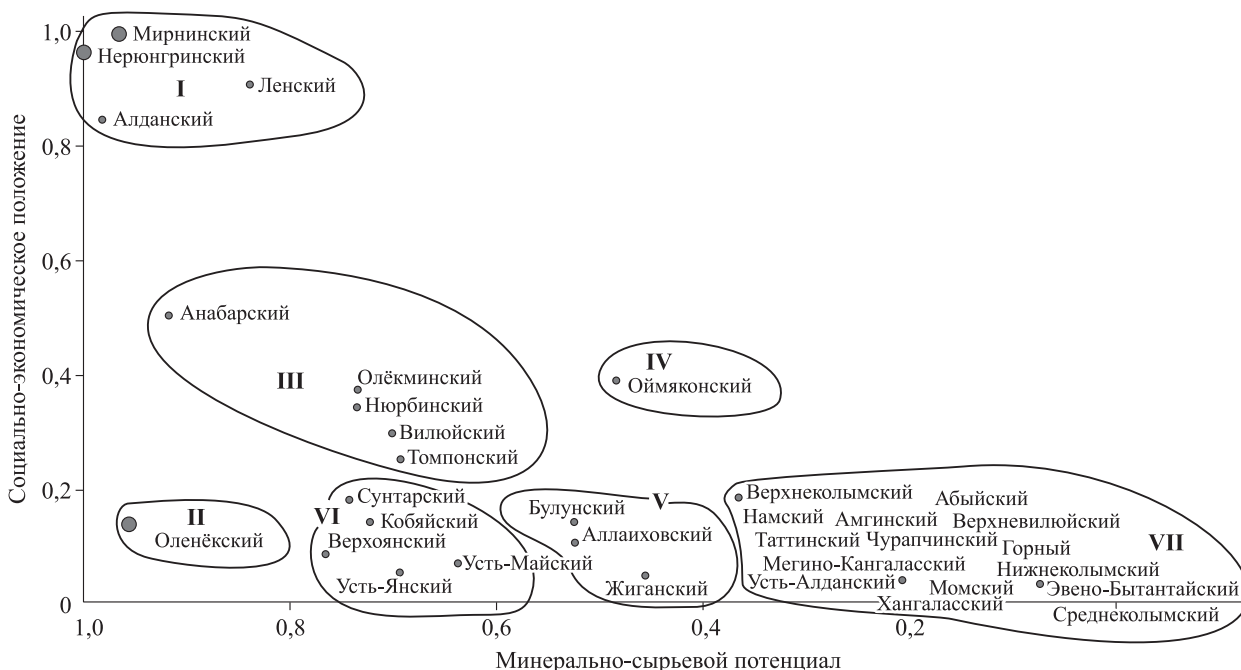 Социально-экономическое положение
1,0
Мирнинский
Нерюнгринский
I
Ленский
Алданский
0,8
0,6
Анабарский
IV
III
Олёкминский
0,4
Оймяконский
Нюрбинский
Вилюйский
Томпонский
0,2
Сунтарский
V
Верхнеколымский
Абыйский
II
VI
Кобяйский
Булунский
Намский
Амгинский
Верхневилюйский
Оленёкский
Верхоянский
Аллаиховский
Таттинский
Чурапчинский
Горный
VII
Усть-Майский
Мегино-Кангаласский
Нижнеколымский
Усть-Янский
Жиганский
Усть-Алданский
Момский
Эвено-Бытантайский
Хангаласский
Среднеколымский
0
1,0
0,8
0,6
0,4
0,2
Минерально-сырьевой потенциал